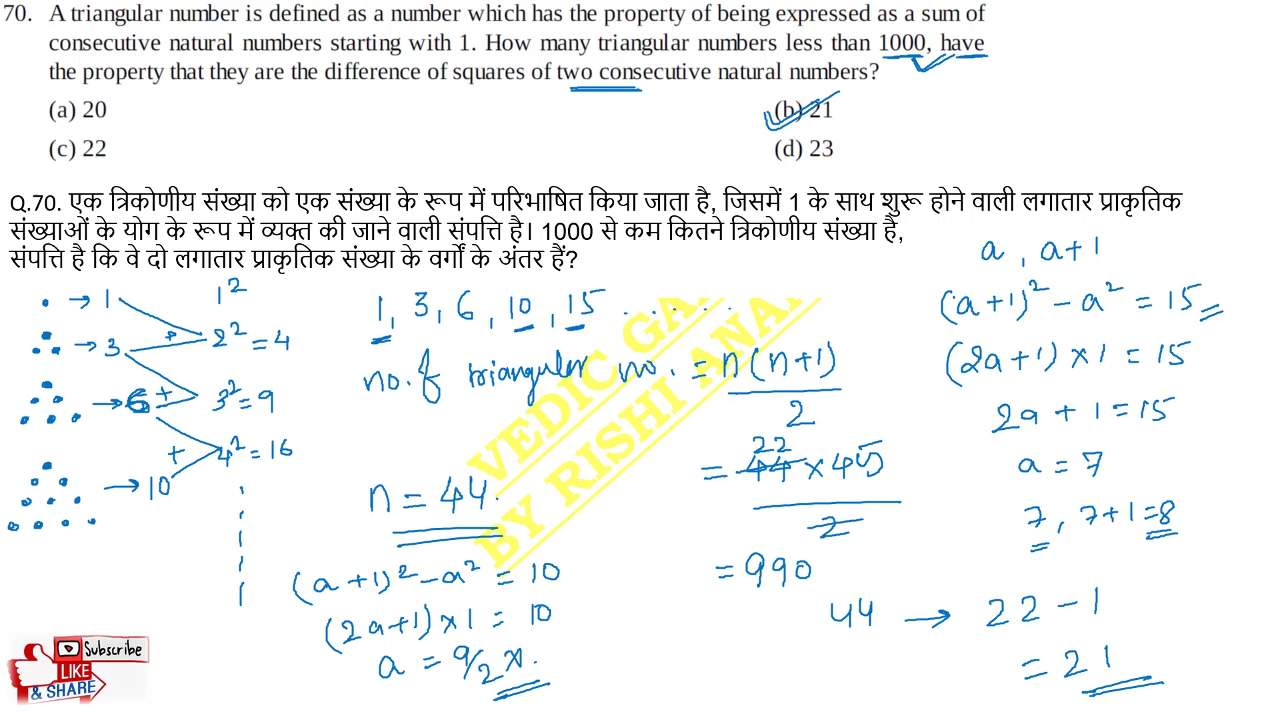 70. A triangular number is defined as a number which has the property of being expressed as a sum of
consecutive natural numbers starting with 1. How many triangular numbers less than 1000, have
the property that they are the difference of squares of two consecutive natural numbers?
(a) 20 (b) 21
(c) 22 (d) 23
Q.70. एक त्रिकोणीय संख्या को एक संख्या के रूप में परिभाषित किया जाता है, जिसमें 1 के साथ शुरू होने वाली लगातार प्राकृतिक
संख्याओं के योग के रूप में व्यक्त की जाने वाली संपत्ति है। 1000 से कम कितने त्रिकोणीय संख्या है,
संपत्ति है कि वे दो लगातार प्राकृतिक संख्या के वर्गों के अंतर हैं?
→ 1 1²
→ 3 + 2² = 4
→ 6 + 3² = 9
+ 4² = 16
→ 10
1, 3, 6, 10, 15 ......
no. of triangular no. = n(n+1)
2
= 22
44 × 45
2
= 990
n = 44.
(a+1)² - a² = 10
(2a+1) × 1 = 10
a = 9/2 ×.
a, a+1
(a+1)² - a² = 15
(2a+1) × 1 = 15
2a + 1 = 15
a = 7
7, 7+1 = 8
44 → 22 - 1
= 21
VEDIC GA
BY RISHI ANA
Subscribe
LIKE
& SHARE